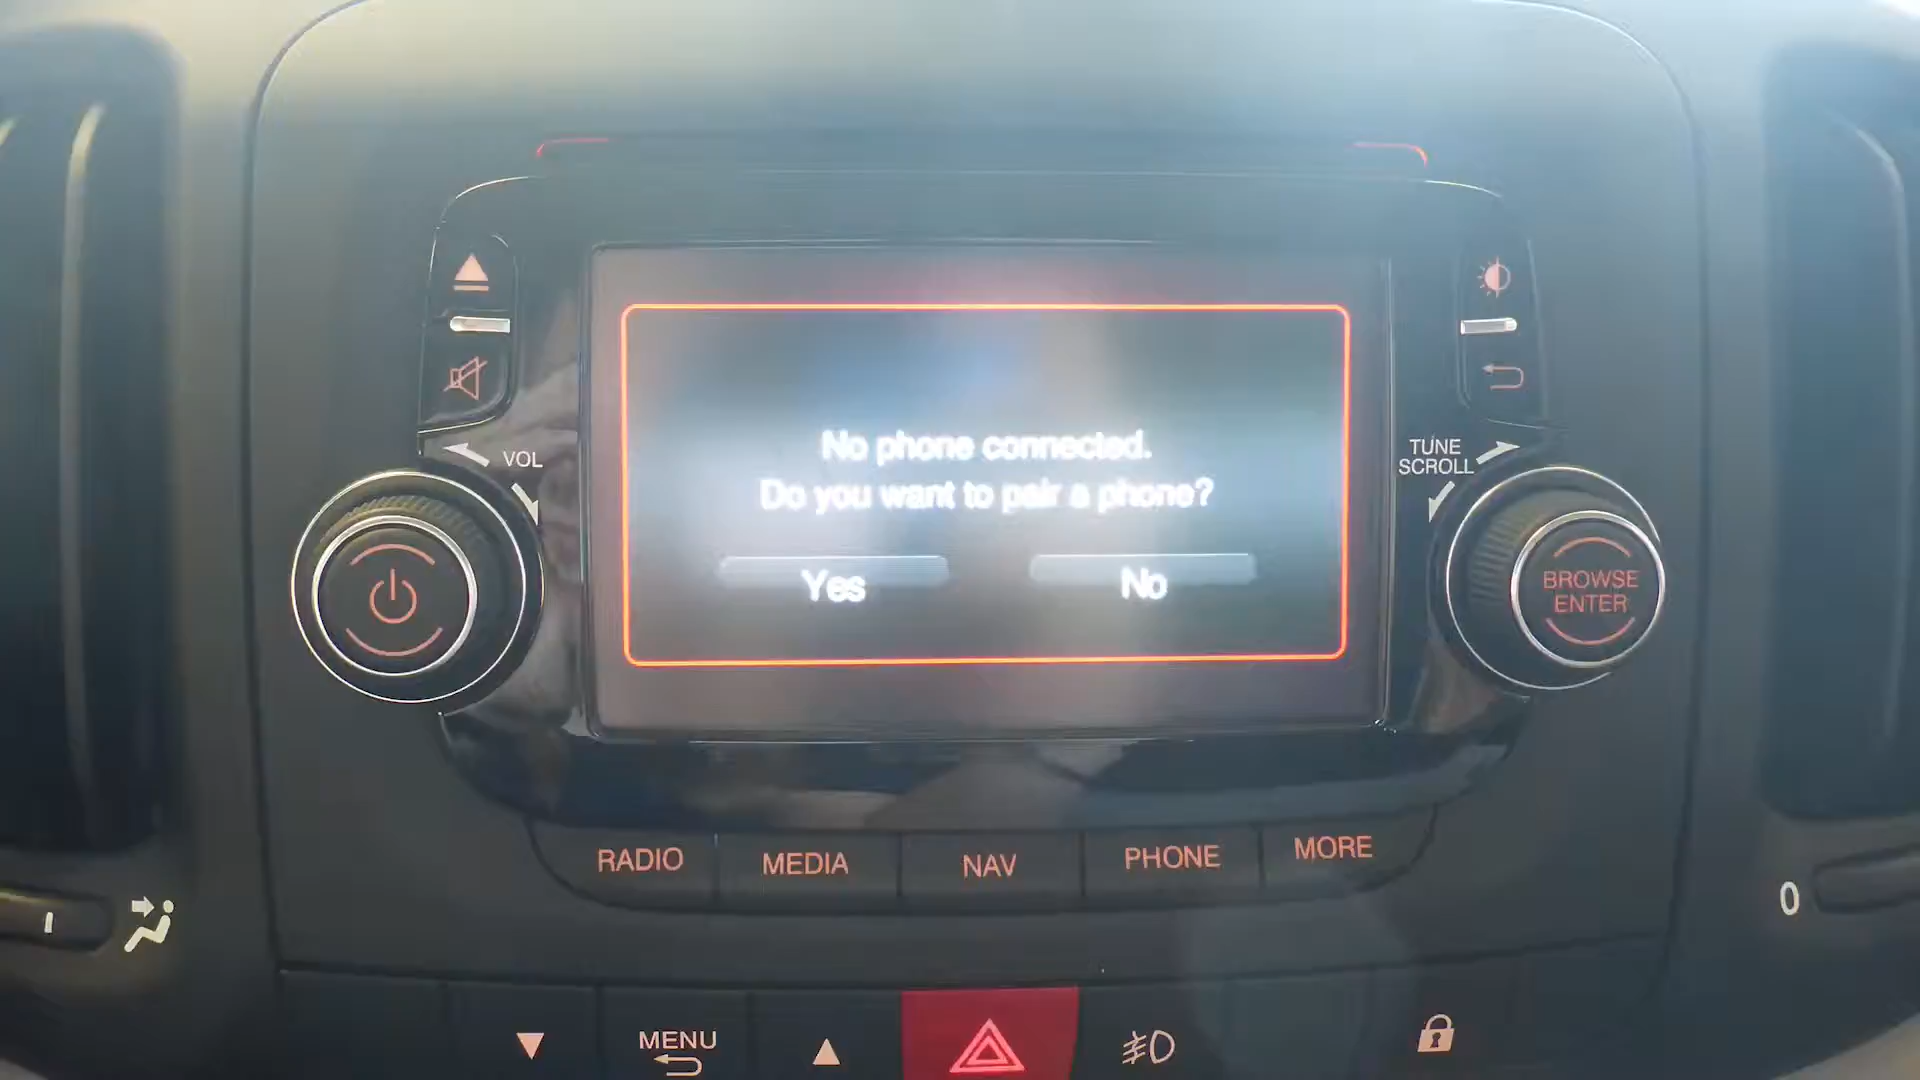 VOL
TUNE
SCROLL
No phone connected.
Do you want to pair a phone?
Yes
No
BROWSE
ENTER
RADIO
MEDIA
NAV
PHONE
MORE
0
MENU